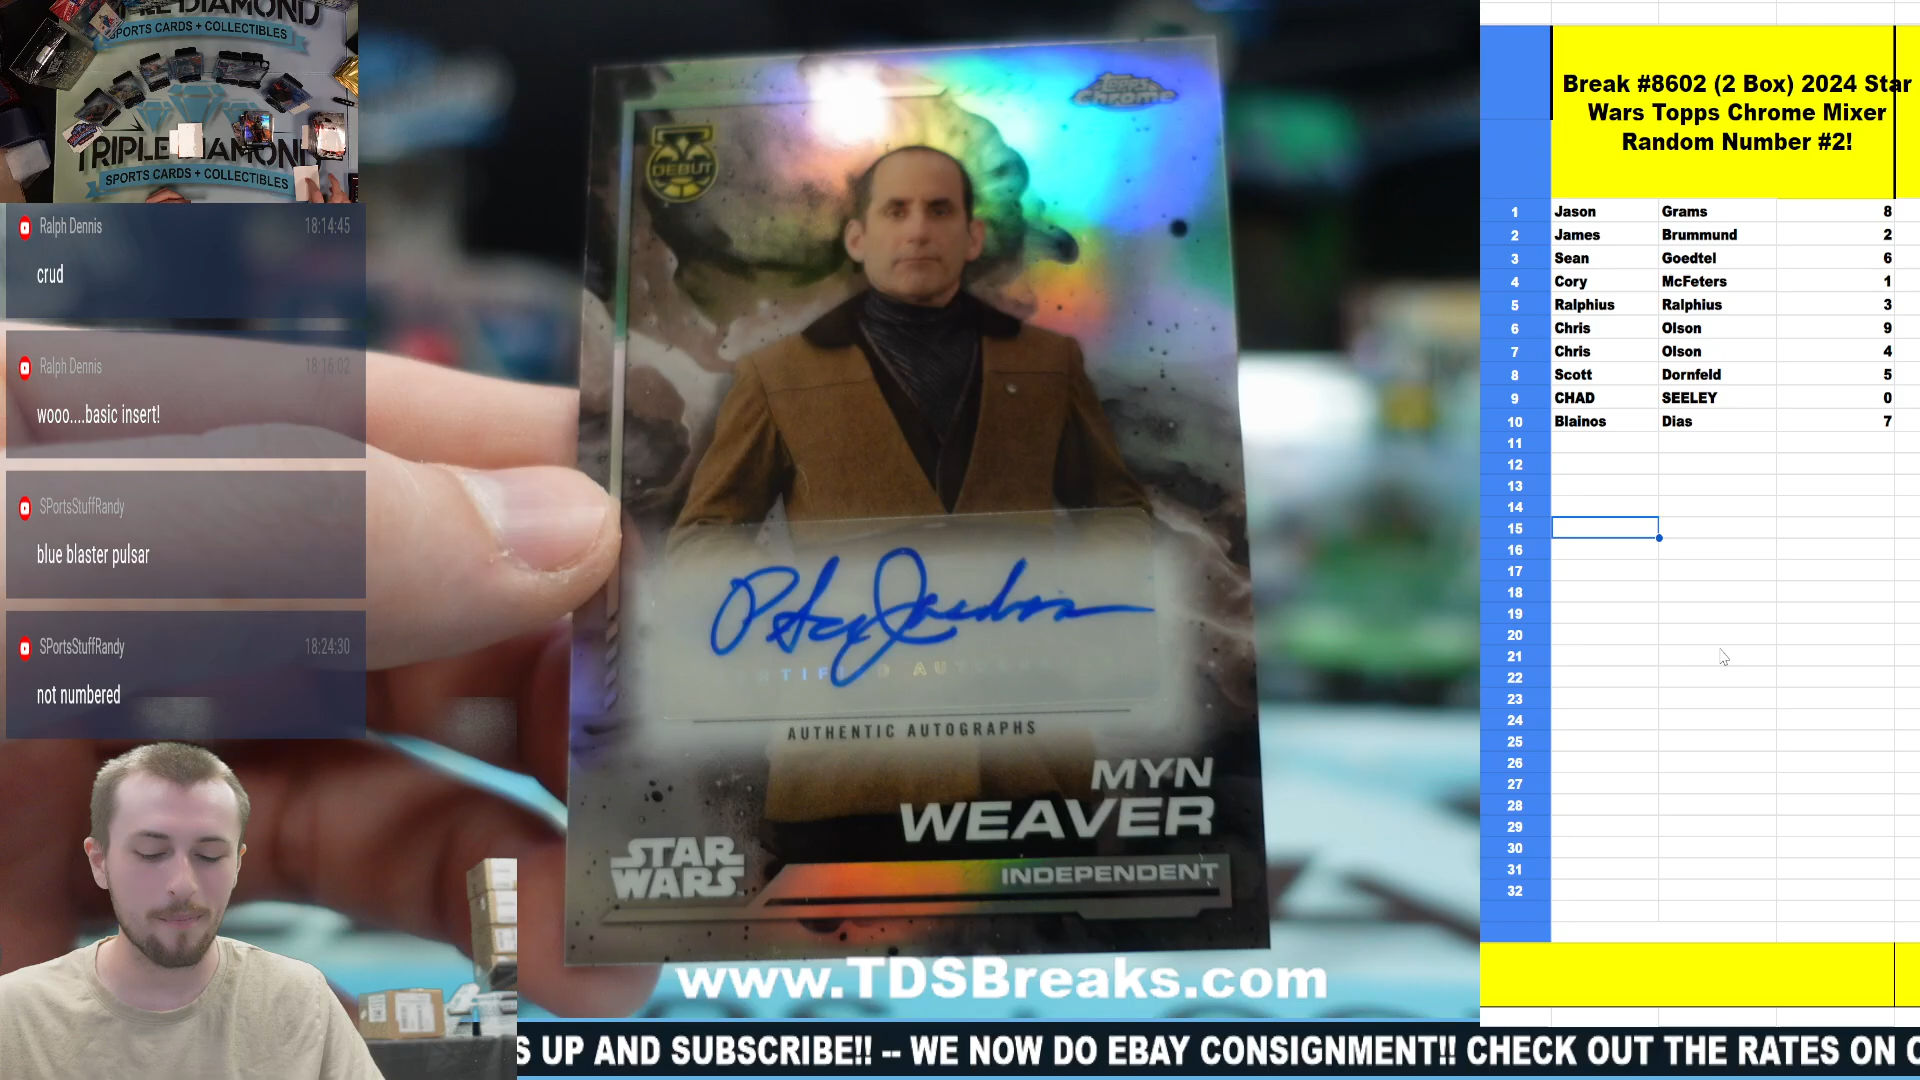 PLE DIAMOND
SPORTS CARDS + COLLECTIBLES
TRIPLE DIAMOND
SPORTS CARDS + COLLECTIBLES
Ralph Dennis 18:14:45
crud
Ralph Dennis 18:16:02
wooo....basic insert!
SPortsStuffRandy
blue blaster pulsar
SPortsStuffRandy 18:24:30
not numbered
Topps
Chrome
DEBUT
AUTHENTIC AUTOGRAPHS
MYN
WEAVER
STAR
WARS
INDEPENDENT
www.TDSBreaks.com
S UP AND SUBSCRIBE!! -- WE NOW DO EBAY CONSIGNMENT!! CHECK OUT THE RATES ON
Break #8602 (2 Box) 2024 Star
Wars Topps Chrome Mixer
Random Number #2!
1 Jason Grams 8
2 James Brummund 2
3 Sean Goedtel 6
4 Cory McFeters 1
5 Ralphius Ralphius 3
6 Chris Olson 9
7 Chris Olson 4
8 Scott Dornfeld 5
9 CHAD SEELEY 0
10 Blainos Dias 7
11
12
13
14
15
16
17
18
19
20
21
22
23
24
25
26
27
28
29
30
31
32